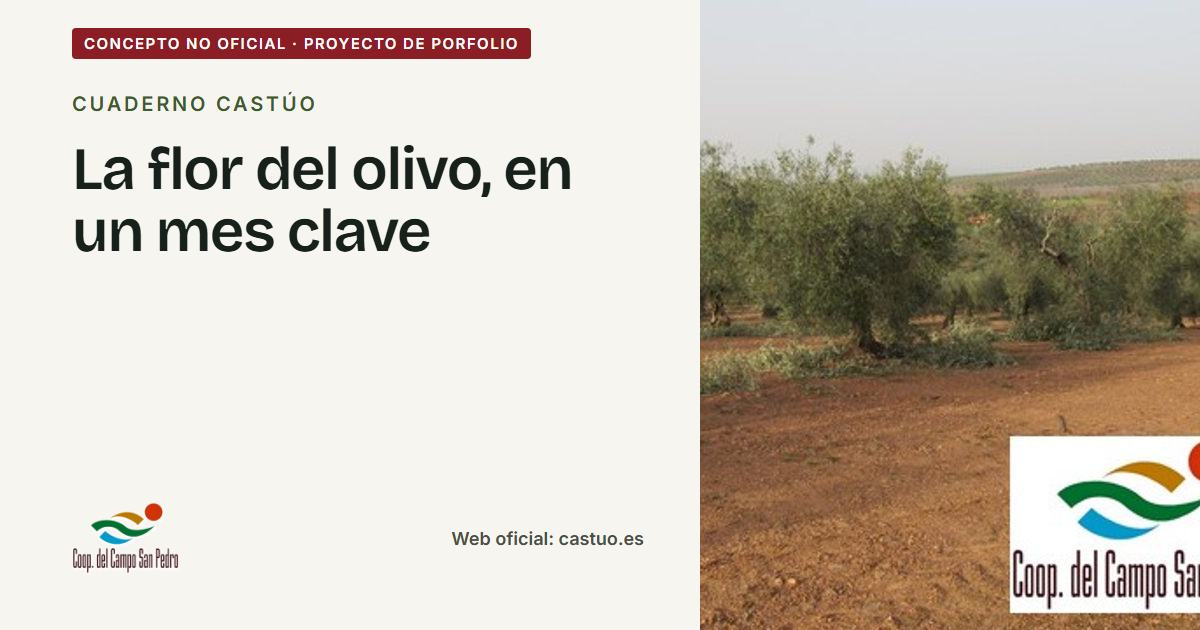 CONCEPTO NO OFICIAL · PROYECTO DE PORFOLIO
CUADERNO CASTÚO
La flor del olivo, en
un mes clave
Coop. del Campo San Pedro
Web oficial: castuo.es
Coop. del Campo